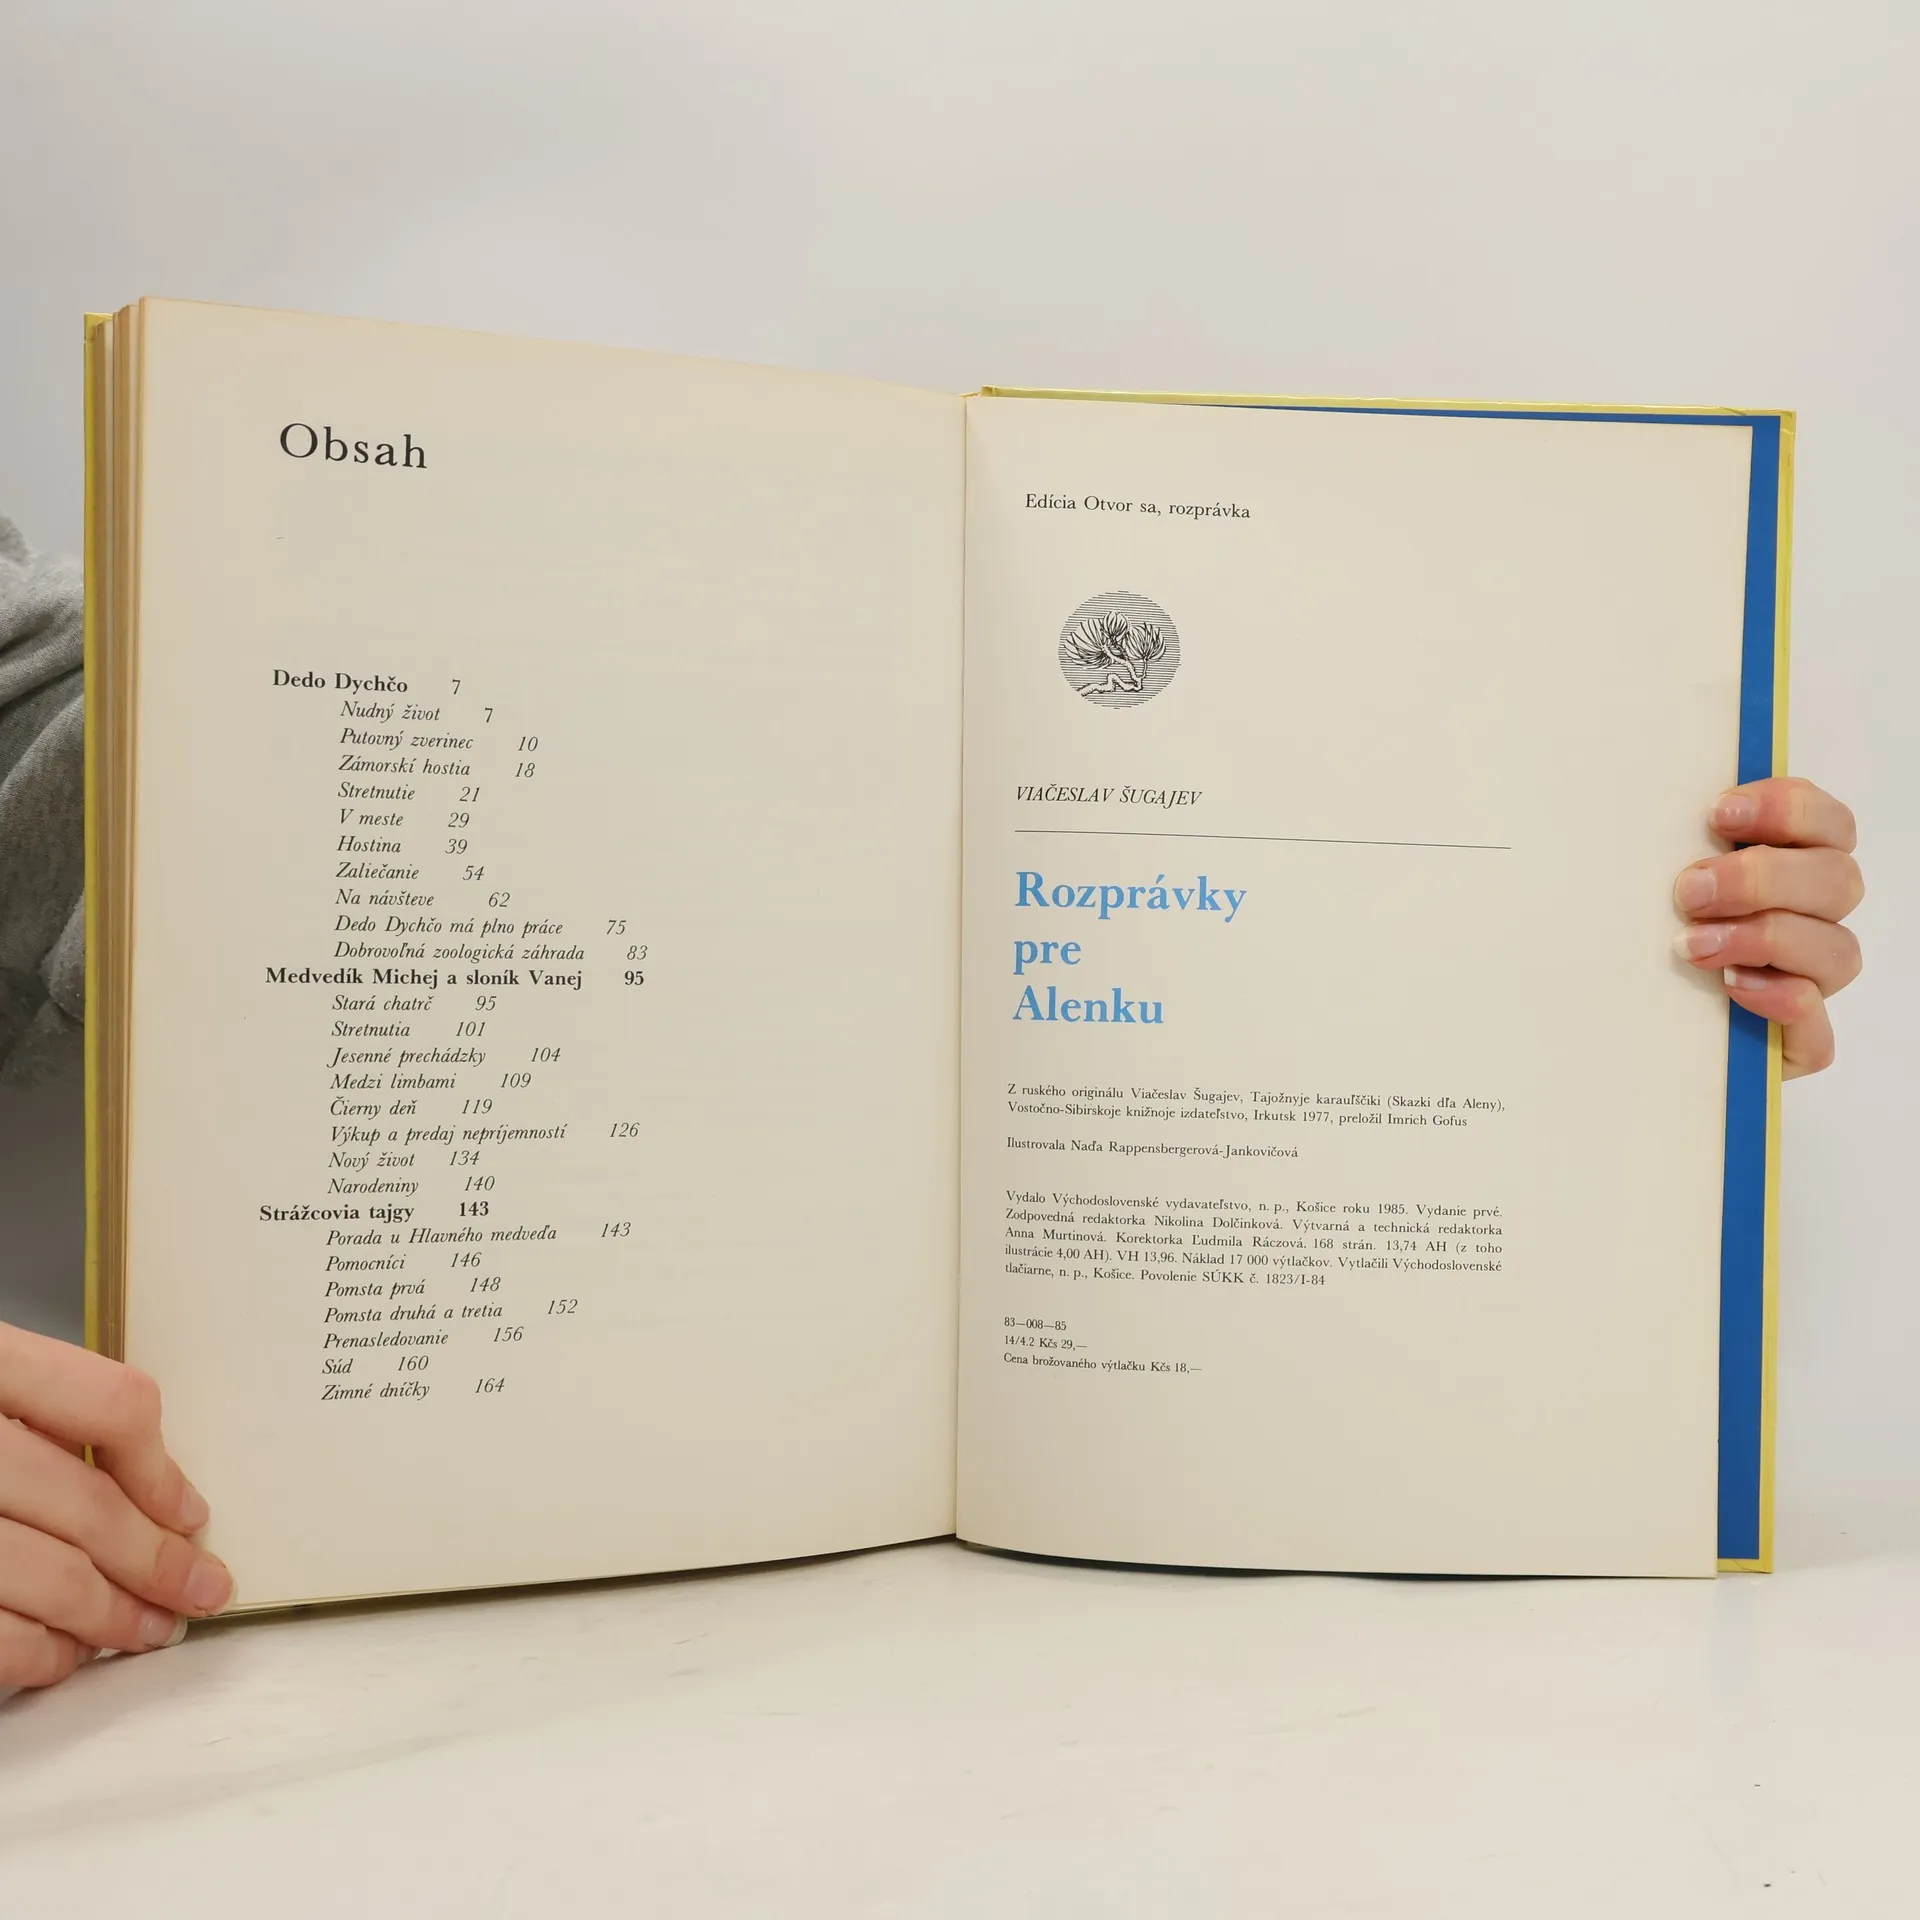 Obsah
Dedo Dychčo 7
Nudný život 7
Putovný zverinec 10
Zámorskí hostia 18
Stretnutie 21
V meste 29
Hostina 39
Zaliečanie 54
Na návšteve 62
Dedo Dychčo má plno práce 75
Dobrovoľná zoologická záhrada 83
Medvedík Michej a sloník Vanej 95
Stará chatrč 95
Stretnutia 101
Jesenné prechádzky 104
Medzi limbami 109
Čierny deň 119
Výkup a predaj nepríjemností 126
Nový život 134
Narodeniny 140
Strážcovia tajgy 143
Porada u Hlavného medveďa 143
Pomocníci 146
Pomsta prvá 148
Pomsta druhá a tretia 152
Prenasledovanie 156
Súd 160
Zimné dníčky 164
Edícia Otvor sa, rozprávka
VIAČESLAV ŠUGAJEV
Rozprávky
pre
Alenku
Z ruského originálu Viačeslav Šugajev, Tajožnyje karauľščiki (Skazki dľa Aleny),
Vostočno-Sibirskoje knižnoje izdateľstvo, Irkutsk 1977, preložil Imrich Gofus
Ilustrovala Naďa Rappensbergerová-Jankovičová
Vydalo Východoslovenské vydavateľstvo, n. p., Košice roku 1985. Vydanie prvé.
Zodpovedná redaktorka Nikolina Dolčinková. Výtvarná a technická redaktorka
Anna Murtinová. Korektorka Ľudmila Ráczová. 168 strán. 13,74 AH (z toho
ilustrácie 4,00 AH). VH 13,96. Náklad 17 000 výtlačkov. Vytlačili Východoslovenské
tlačiarne, n. p., Košice. Povolenie SÚKK č. 1823/I-84
83—008—85
14/4.2 Kčs 29,—
Cena brožovaného výtlačku Kčs 18,—